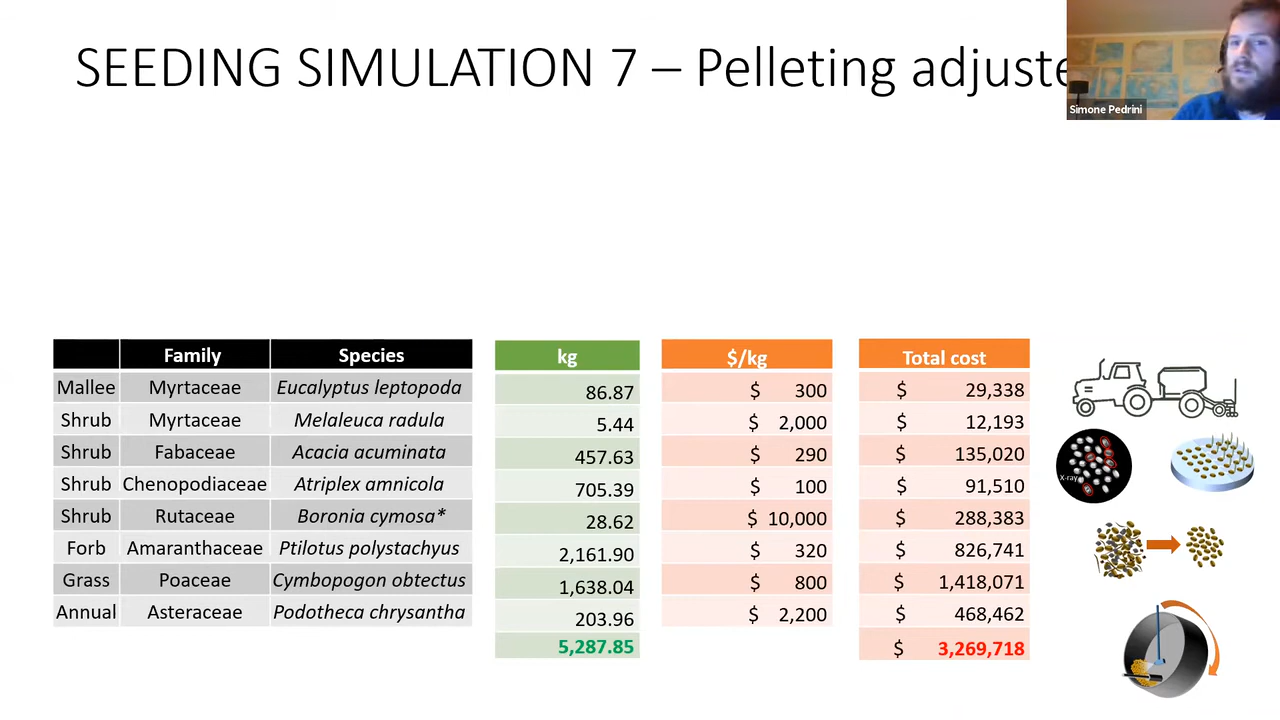 SEEDING SIMULATION 7 – Pelleting adjuste
Simone Pedrini
Family Species kg $/kg Total cost
Mallee Myrtaceae Eucalyptus leptopoda 86.87 $ 300 $ 29,338
Shrub Myrtaceae Melaleuca radula 5.44 $ 2,000 $ 12,193
Shrub Fabaceae Acacia acuminata 457.63 $ 290 $ 135,020
Shrub Chenopodiaceae Atriplex amnicola 705.39 $ 100 $ 91,510
Shrub Rutaceae Boronia cymosa* 28.62 $ 10,000 $ 288,383
Forb Amaranthaceae Ptilotus polystachyus 2,161.90 $ 320 $ 826,741
Grass Poaceae Cymbopogon obtectus 1,638.04 $ 800 $ 1,418,071
Annual Asteraceae Podotheca chrysantha 203.96 $ 2,200 $ 468,462
5,287.85 $ 3,269,718
X-ray